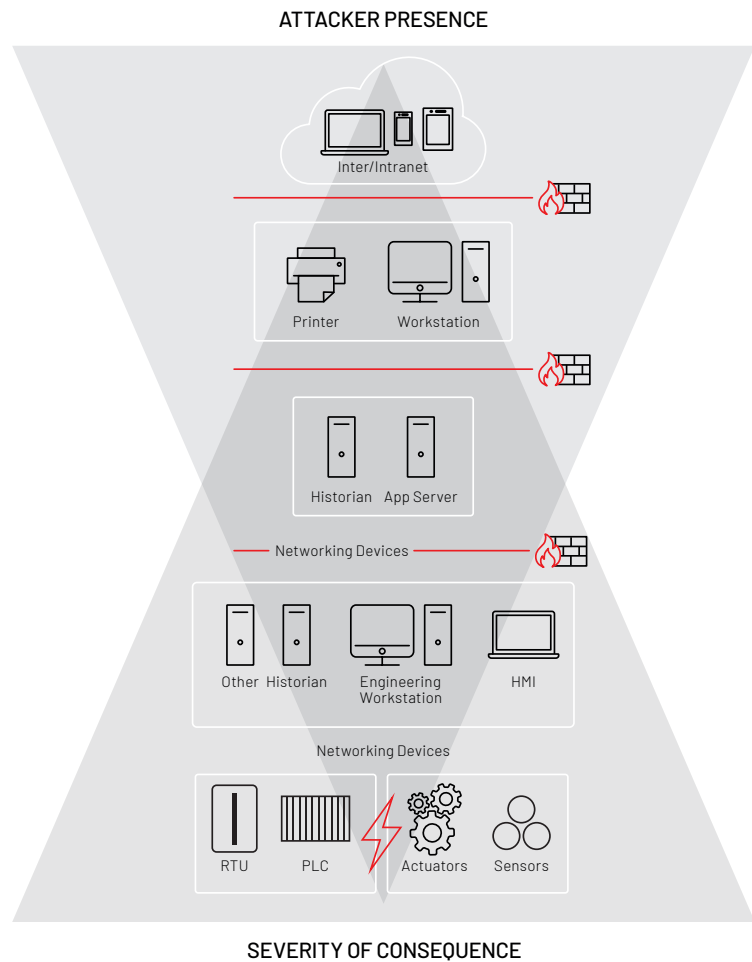 ATTACKER PRESENCE
Inter/Intranet
Printer
Workstation
Historian
App Server
Networking Devices
Other
Historian
Engineering
Workstation
HMI
Networking Devices
RTU
PLC
Actuators
Sensors
SEVERITY OF CONSEQUENCE